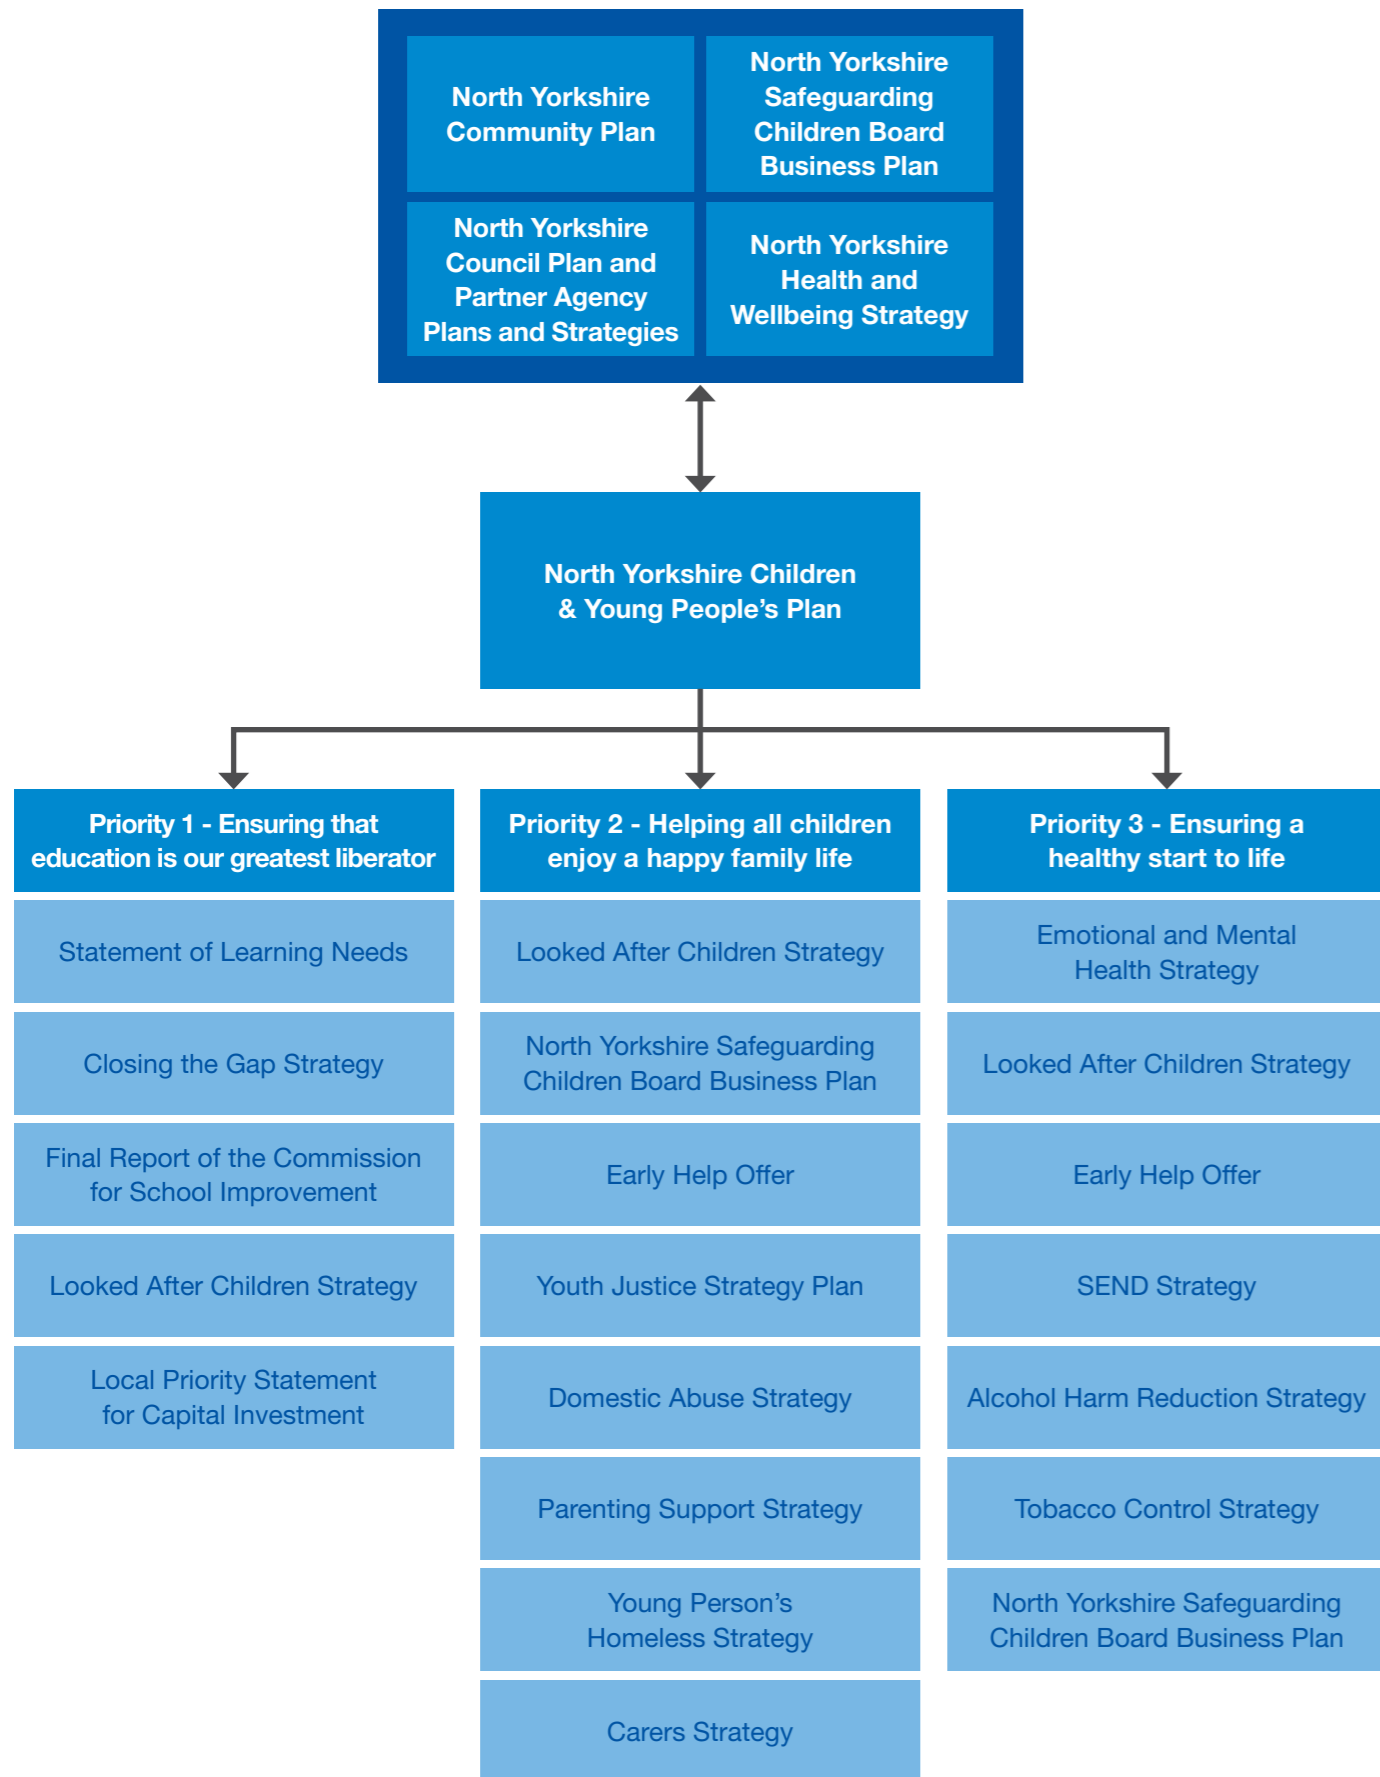 North Yorkshire
Community Plan
North Yorkshire
Safeguarding
Children Board
Business Plan
North Yorkshire
Council Plan and
Partner Agency
Plans and Strategies
North Yorkshire
Health and
Wellbeing Strategy
North Yorkshire Children
& Young People’s Plan
Priority 1 - Ensuring that
education is our greatest liberator
Statement of Learning Needs
Closing the Gap Strategy
Final Report of the Commission
for School Improvement
Looked After Children Strategy
Local Priority Statement
for Capital Investment
Priority 2 - Helping all children
enjoy a happy family life
Looked After Children Strategy
North Yorkshire Safeguarding
Children Board Business Plan
Early Help Offer
Youth Justice Strategy Plan
Domestic Abuse Strategy
Parenting Support Strategy
Young Person’s
Homeless Strategy
Carers Strategy
Priority 3 - Ensuring a
healthy start to life
Emotional and Mental
Health Strategy
Looked After Children Strategy
Early Help Offer
SEND Strategy
Alcohol Harm Reduction Strategy
Tobacco Control Strategy
North Yorkshire Safeguarding
Children Board Business Plan